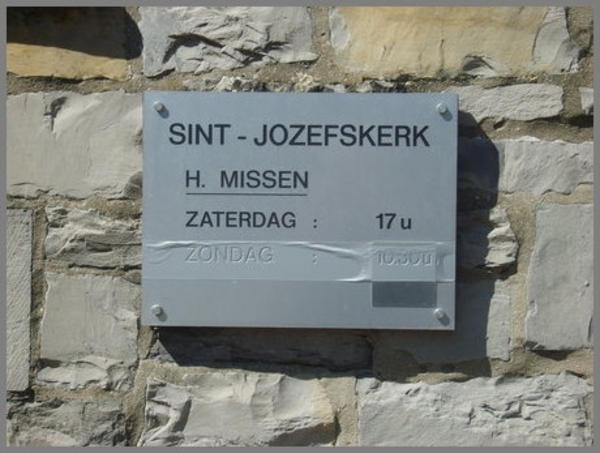 SINT - JOZEFSKERK
H. MISSEN
ZATERDAG : 17 u
ZONDAG : 10.30u